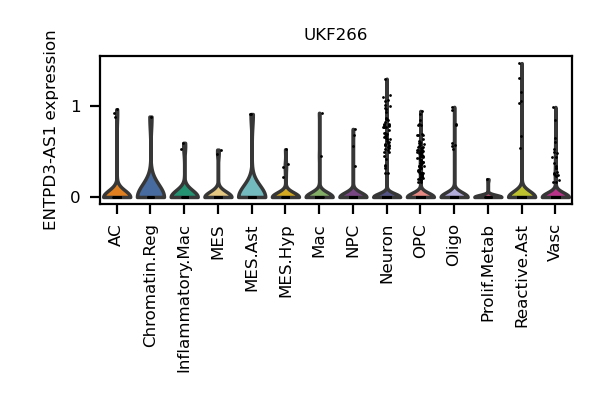 UKF266
ENTPD3-AS1 expression
1
0
AC
Chromatin.Reg
Inflammatory.Mac
MES
MES.Ast
MES.Hyp
Mac
NPC
Neuron
OPC
Oligo
Prolif.Metab
Reactive.Ast
Vasc